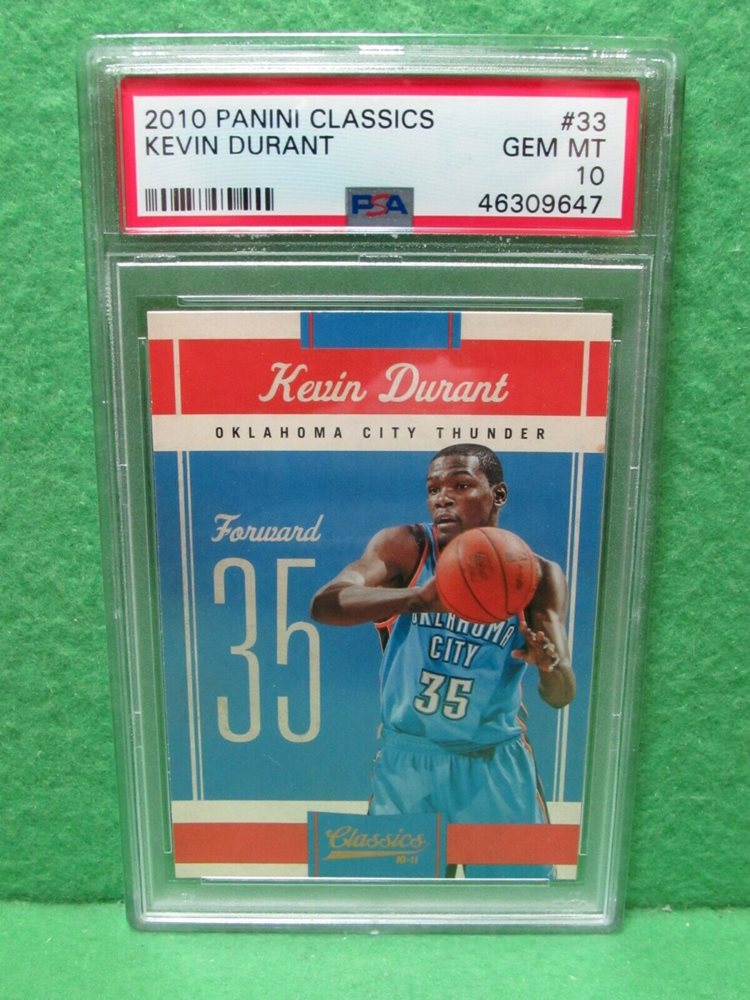 2010 PANINI CLASSICS #33
KEVIN DURANT GEM MT
10
PSA 46309647
Kevin Durant
OKLAHOMA CITY THUNDER
Forward
35
OKLAHOMA
CITY
35
Classics
10-11